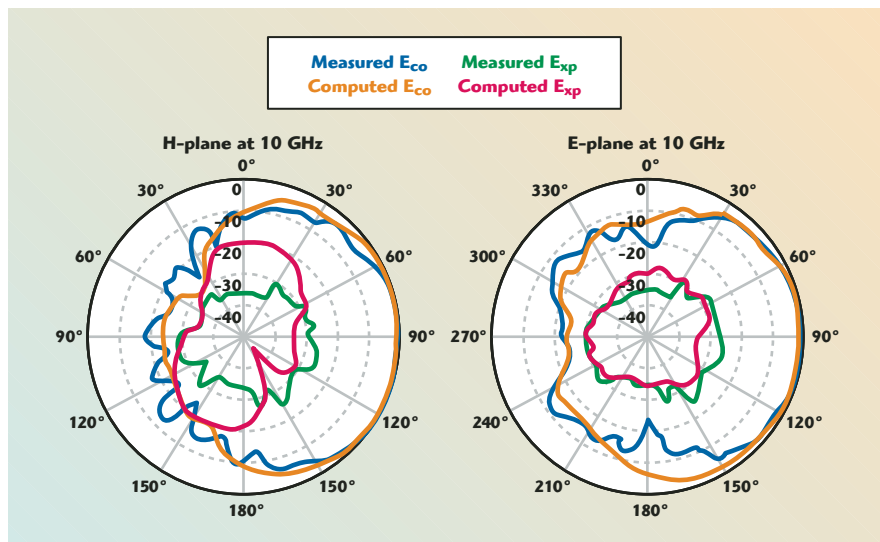 Measured Eco Measured Exp
Computed Eco Computed Exp
H-plane at 10 GHz
0°
30° 0 30°
-10
60° -20 60°
-30
-40
90° 90°
120° 120°
150° 150°
180°
E-plane at 10 GHz
0°
330° 0 30°
-10
300° -20 60°
-30
-40
270° 90°
240° 120°
210° 150°
180°